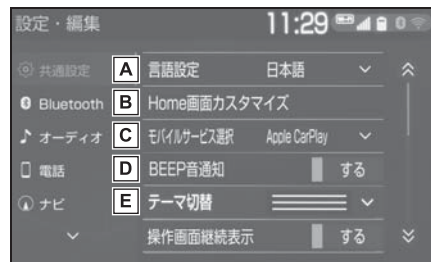 設定・編集 11:29
共通設定 A 言語設定 日本語
Bluetooth B Home画面カスタマイズ
オーディオ C モバイルサービス選択 Apple CarPlay
電話 D BEEP音通知 する
ナビ E テーマ切替
操作画面継続表示 する